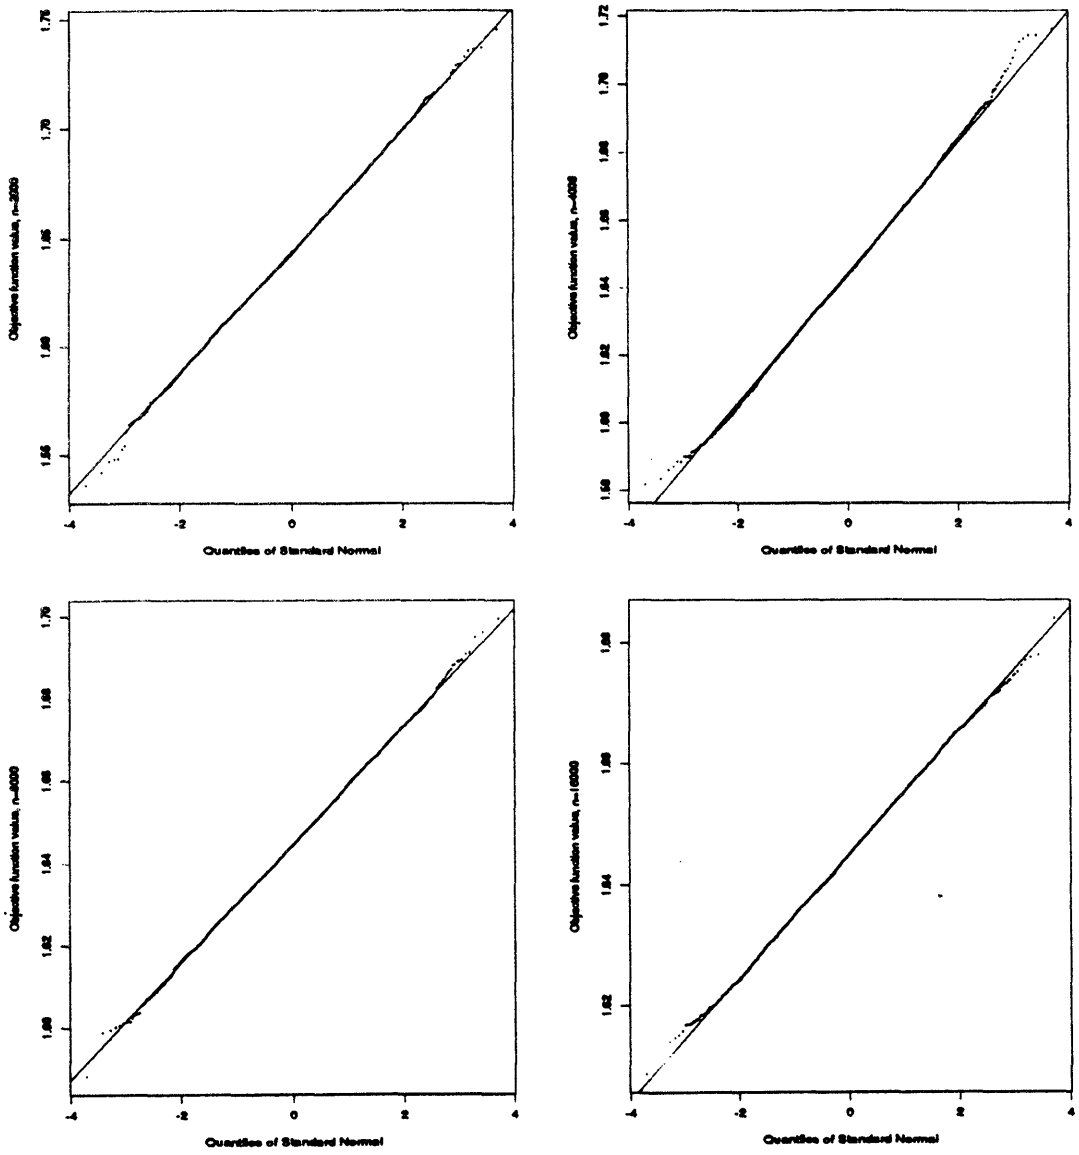 Objective function value, n=2000
1.75
1.70
1.65
1.60
1.55
-4 -2 0 2 4
Quantiles of Standard Normal
Objective function value, n=4000
1.72
1.70
1.68
1.66
1.64
1.62
1.60
1.58
-4 -2 0 2 4
Quantiles of Standard Normal
Objective function value, n=8000
1.70
1.68
1.66
1.64
1.62
1.60
-4 -2 0 2 4
Quantiles of Standard Normal
Objective function value, n=16000
1.68
1.66
1.64
1.62
-4 -2 0 2 4
Quantiles of Standard Normal